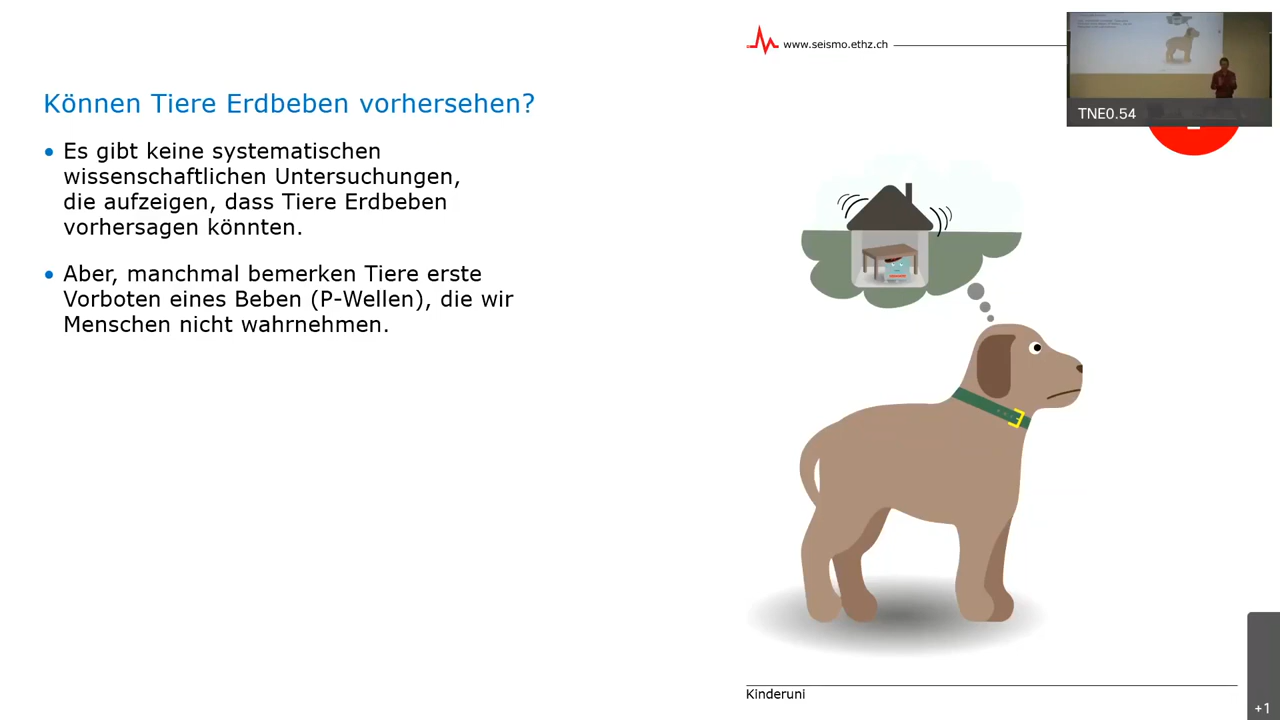 www.seismo.ethz.ch
TNE0.54
Können Tiere Erdbeben vorhersehen?
• Es gibt keine systematischen
wissenschaftlichen Untersuchungen,
die aufzeigen, dass Tiere Erdbeben
vorhersagen könnten.
• Aber, manchmal bemerken Tiere erste
Vorboten eines Beben (P-Wellen), die wir
Menschen nicht wahrnehmen.
Kinderuni
+1